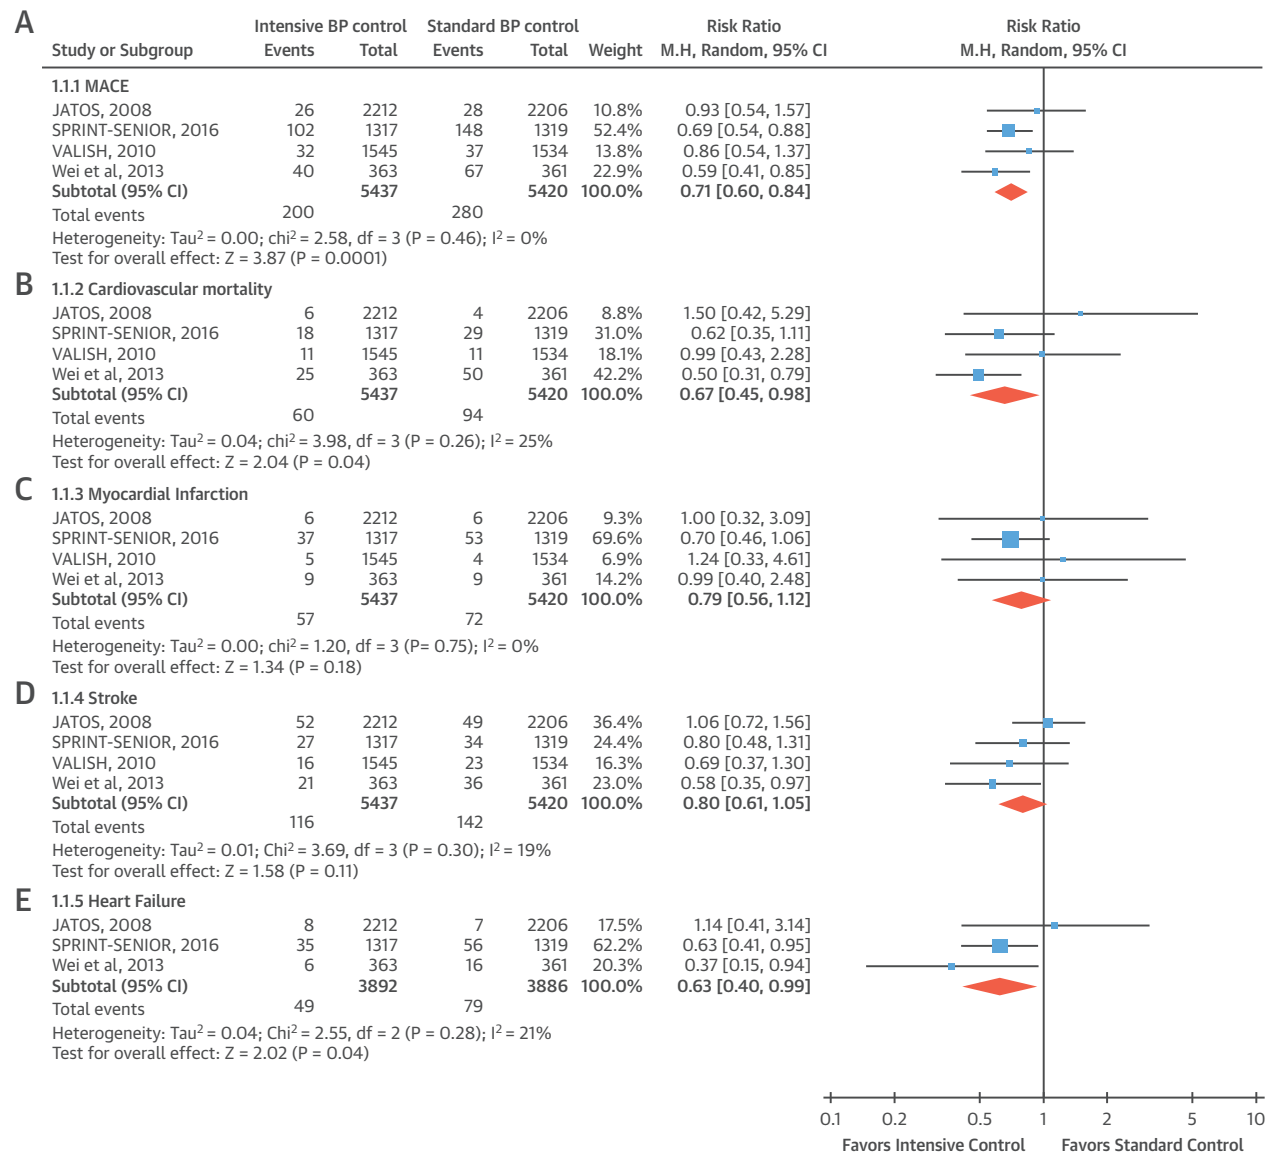 A
Intensive BP control Standard BP control Risk Ratio Risk Ratio
Study or Subgroup Events Total Events Total Weight M.H, Random, 95% CI M.H, Random, 95% CI
1.1.1 MACE
JATOS, 2008 26 2212 28 2206 10.8% 0.93 [0.54, 1.57]
SPRINT-SENIOR, 2016 102 1317 148 1319 52.4% 0.69 [0.54, 0.88]
VALISH, 2010 32 1545 37 1534 13.8% 0.86 [0.54, 1.37]
Wei et al, 2013 40 363 67 361 22.9% 0.59 [0.41, 0.85]
Subtotal (95% CI) 5437 5420 100.0% 0.71 [0.60, 0.84]
Total events 200 280
Heterogeneity: Tau² = 0.00; chi² = 2.58, df = 3 (P = 0.46); I² = 0%
Test for overall effect: Z = 3.87 (P = 0.0001)
B
1.1.2 Cardiovascular mortality
JATOS, 2008 6 2212 4 2206 8.8% 1.50 [0.42, 5.29]
SPRINT-SENIOR, 2016 18 1317 29 1319 31.0% 0.62 [0.35, 1.11]
VALISH, 2010 11 1545 11 1534 18.1% 0.99 [0.43, 2.28]
Wei et al, 2013 25 363 50 361 42.2% 0.50 [0.31, 0.79]
Subtotal (95% CI) 5437 5420 100.0% 0.67 [0.45, 0.98]
Total events 60 94
Heterogeneity: Tau² = 0.04; chi² = 3.98, df = 3 (P = 0.26); I² = 25%
Test for overall effect: Z = 2.04 (P = 0.04)
C
1.1.3 Myocardial Infarction
JATOS, 2008 6 2212 6 2206 9.3% 1.00 [0.32, 3.09]
SPRINT-SENIOR, 2016 37 1317 53 1319 69.6% 0.70 [0.46, 1.06]
VALISH, 2010 5 1545 4 1534 6.9% 1.24 [0.33, 4.61]
Wei et al, 2013 9 363 9 361 14.2% 0.99 [0.40, 2.48]
Subtotal (95% CI) 5437 5420 100.0% 0.79 [0.56, 1.12]
Total events 57 72
Heterogeneity: Tau² = 0.00; chi² = 1.20, df = 3 (P= 0.75); I² = 0%
Test for overall effect: Z = 1.34 (P = 0.18)
D
1.1.4 Stroke
JATOS, 2008 52 2212 49 2206 36.4% 1.06 [0.72, 1.56]
SPRINT-SENIOR, 2016 27 1317 34 1319 24.4% 0.80 [0.48, 1.31]
VALISH, 2010 16 1545 23 1534 16.3% 0.69 [0.37, 1.30]
Wei et al, 2013 21 363 36 361 23.0% 0.58 [0.35, 0.97]
Subtotal (95% CI) 5437 5420 100.0% 0.80 [0.61, 1.05]
Total events 116 142
Heterogeneity: Tau² = 0.01; Chi² = 3.69, df = 3 (P = 0.30); I² = 19%
Test for overall effect: Z = 1.58 (P = 0.11)
E
1.1.5 Heart Failure
JATOS, 2008 8 2212 7 2206 17.5% 1.14 [0.41, 3.14]
SPRINT-SENIOR, 2016 35 1317 56 1319 62.2% 0.63 [0.41, 0.95]
Wei et al, 2013 6 363 16 361 20.3% 0.37 [0.15, 0.94]
Subtotal (95% CI) 3892 3886 100.0% 0.63 [0.40, 0.99]
Total events 49 79
Heterogeneity: Tau² = 0.04; Chi² = 2.55, df = 2 (P = 0.28); I² = 21%
Test for overall effect: Z = 2.02 (P = 0.04)
0.1 0.2 0.5 1 2 5 10
Favors Intensive Control Favors Standard Control